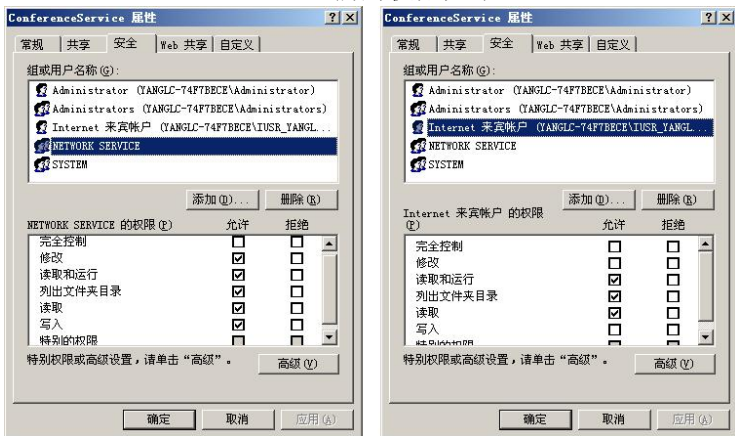 ConferenceService 属性
常规 共享 安全 Web 共享 自定义
组或用户名称(G):
Administrator (YANGLC-74F7BECE\Administrator)
Administrators (YANGLC-74F7BECE\Administrators)
Internet 来宾帐户 (YANGLC-74F7BECE\IUSR_YANGL...
NETWORK SERVICE
SYSTEM
添加(D)... 删除(R)
NETWORK SERVICE 的权限(P) 允许 拒绝
完全控制
修改
读取和运行
列出文件夹目录
读取
写入
特别的权限
特别权限或高级设置，请单击“高级”。 高级(V)
确定 取消 应用(A)
ConferenceService 属性
常规 共享 安全 Web 共享 自定义
组或用户名称(G):
Administrator (YANGLC-74F7BECE\Administrator)
Administrators (YANGLC-74F7BECE\Administrators)
Internet 来宾帐户 (YANGLC-74F7BECE\IUSR_YANGL...
NETWORK SERVICE
SYSTEM
添加(D)... 删除(R)
Internet 来宾帐户 的权限
(P) 允许 拒绝
完全控制
修改
读取和运行
列出文件夹目录
读取
写入
特别的权限
特别权限或高级设置，请单击“高级”。 高级(V)
确定 取消 应用(A)